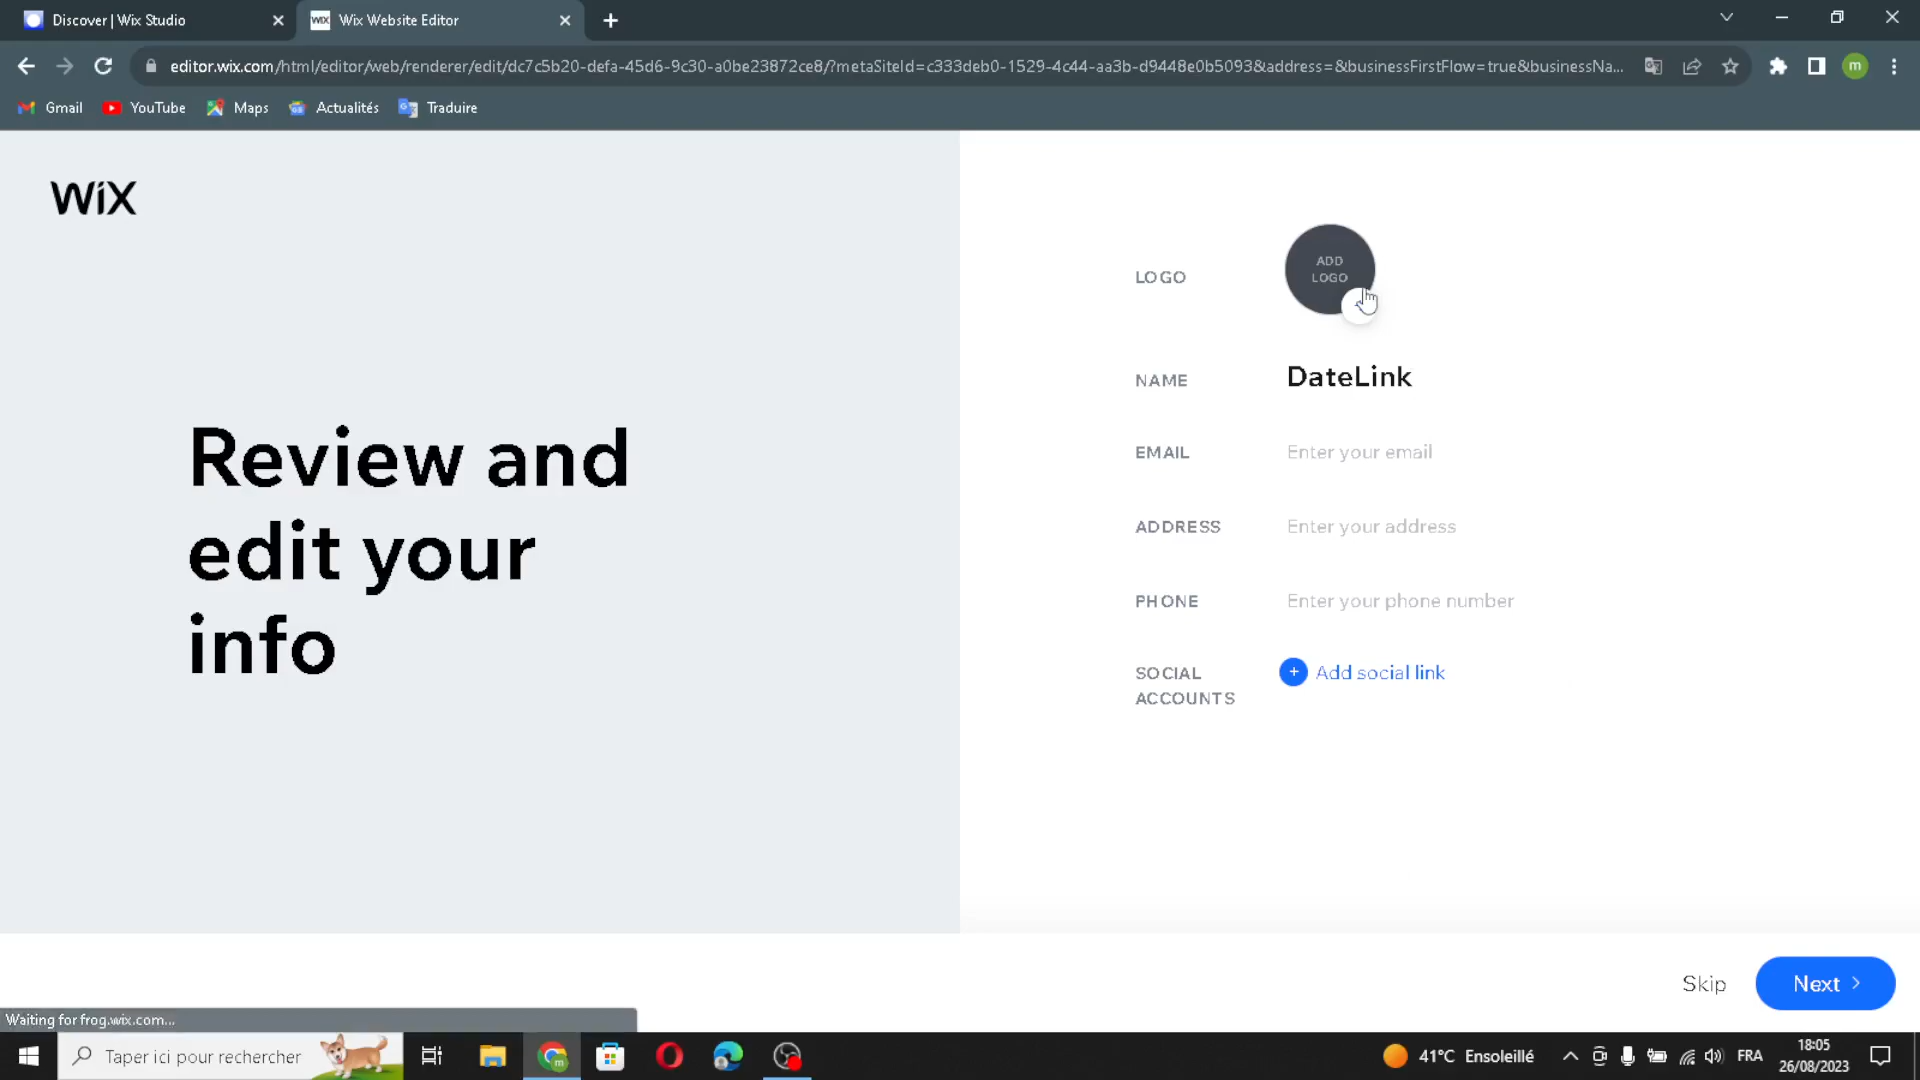 Discover | Wix Studio
WIX Wix Website Editor
editor.wix.com/html/editor/web/renderer/edit/dc7c5b20-defa-45d6-9c30-a0be23872ce8/?metaSiteId=c333deb0-1529-4c44-aa3b-d9448e0b5093&address=&businessFirstFlow=true&businessNa...
m
Gmail
YouTube
Maps
Actualités
Traduire
WiX
Review and
edit your
info
LOGO
ADD
LOGO
NAME
DateLink
EMAIL
Enter your email
ADDRESS
Enter your address
PHONE
Enter your phone number
SOCIAL
ACCOUNTS
+ Add social link
Skip
Next >
Waiting for frog.wix.com...
Taper ici pour rechercher
41°C Ensoleillé
FRA
18:05
26/08/2023